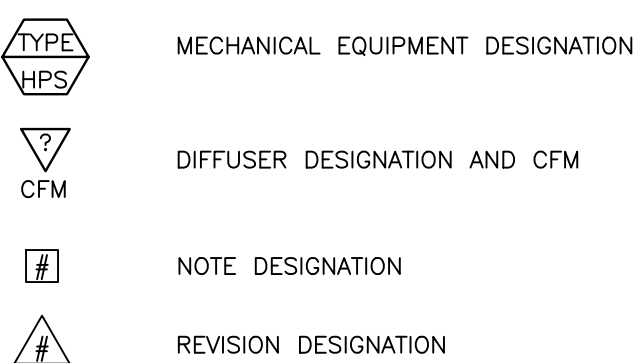 TYPE
HPS
MECHANICAL EQUIPMENT DESIGNATION
?
CFM
DIFFUSER DESIGNATION AND CFM
#
NOTE DESIGNATION
#
REVISION DESIGNATION